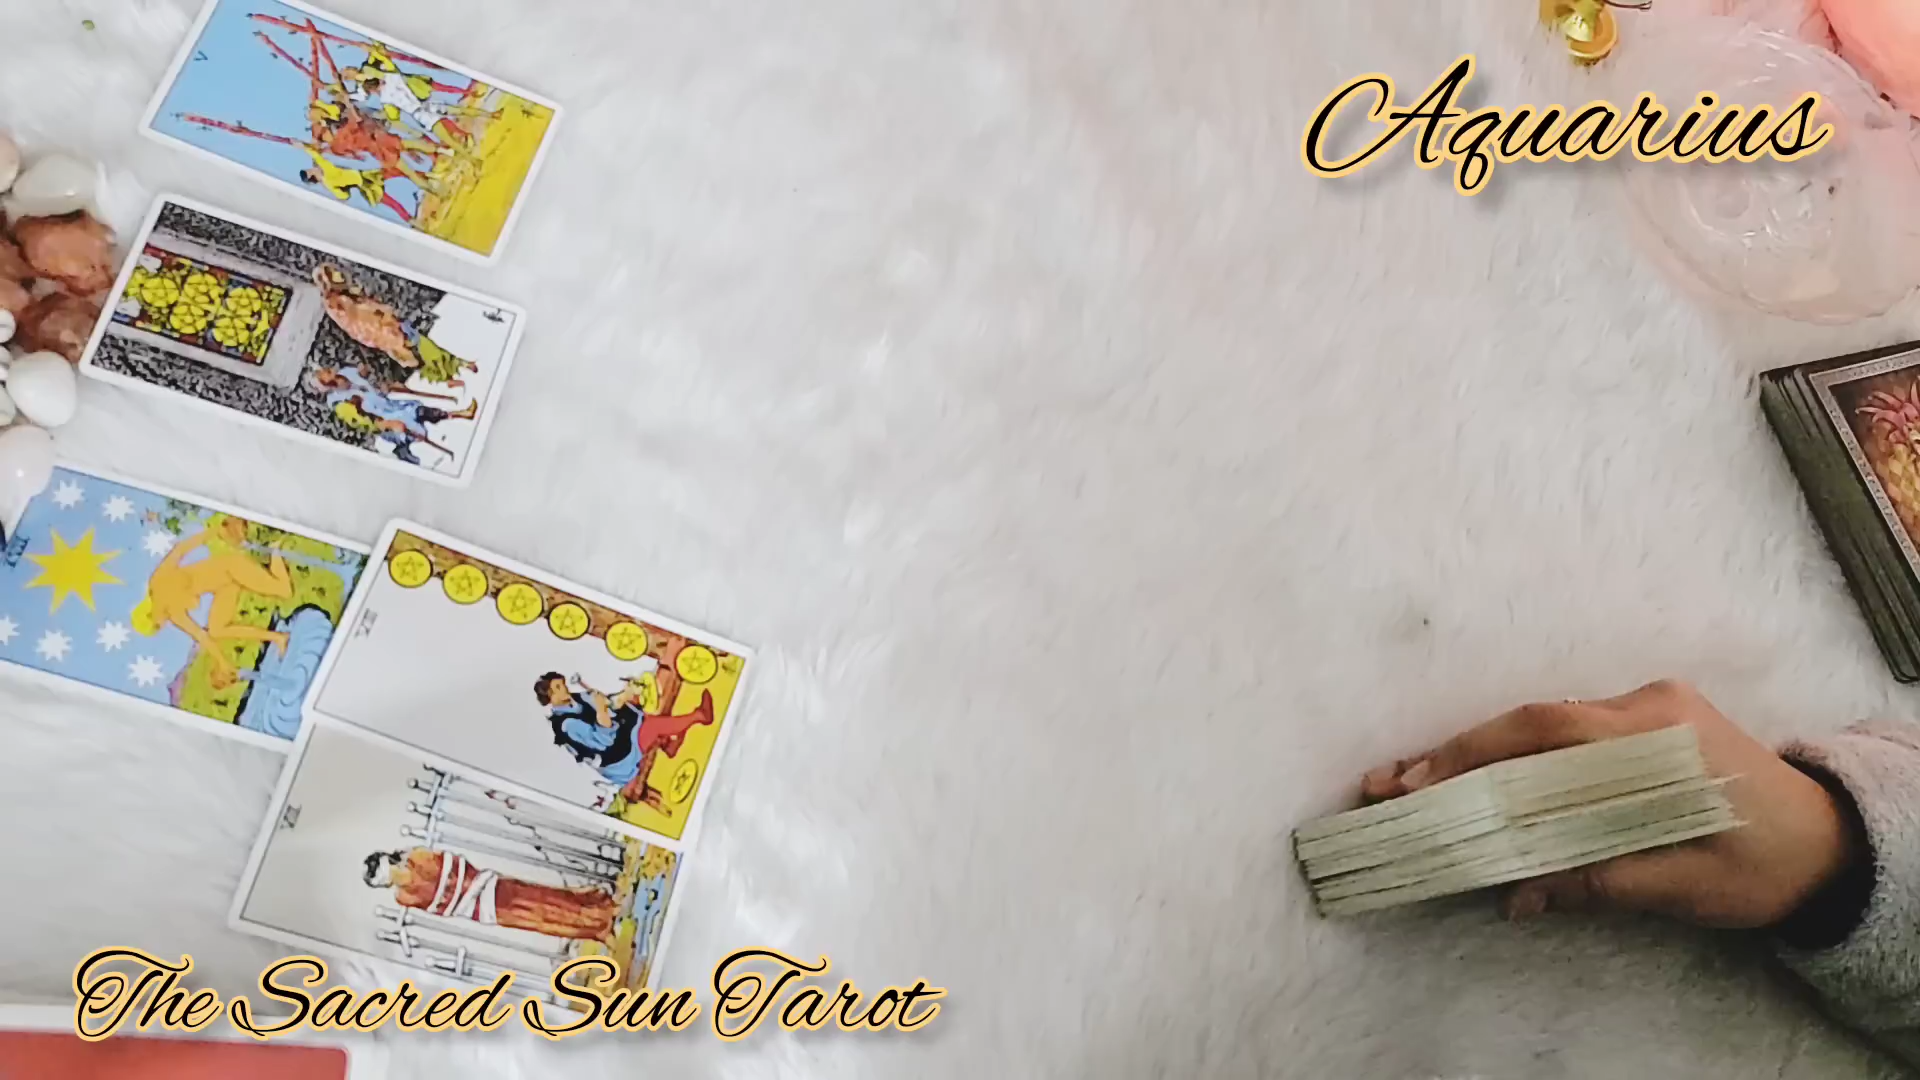 Aquarius
V
The Sacred Sun Tarot